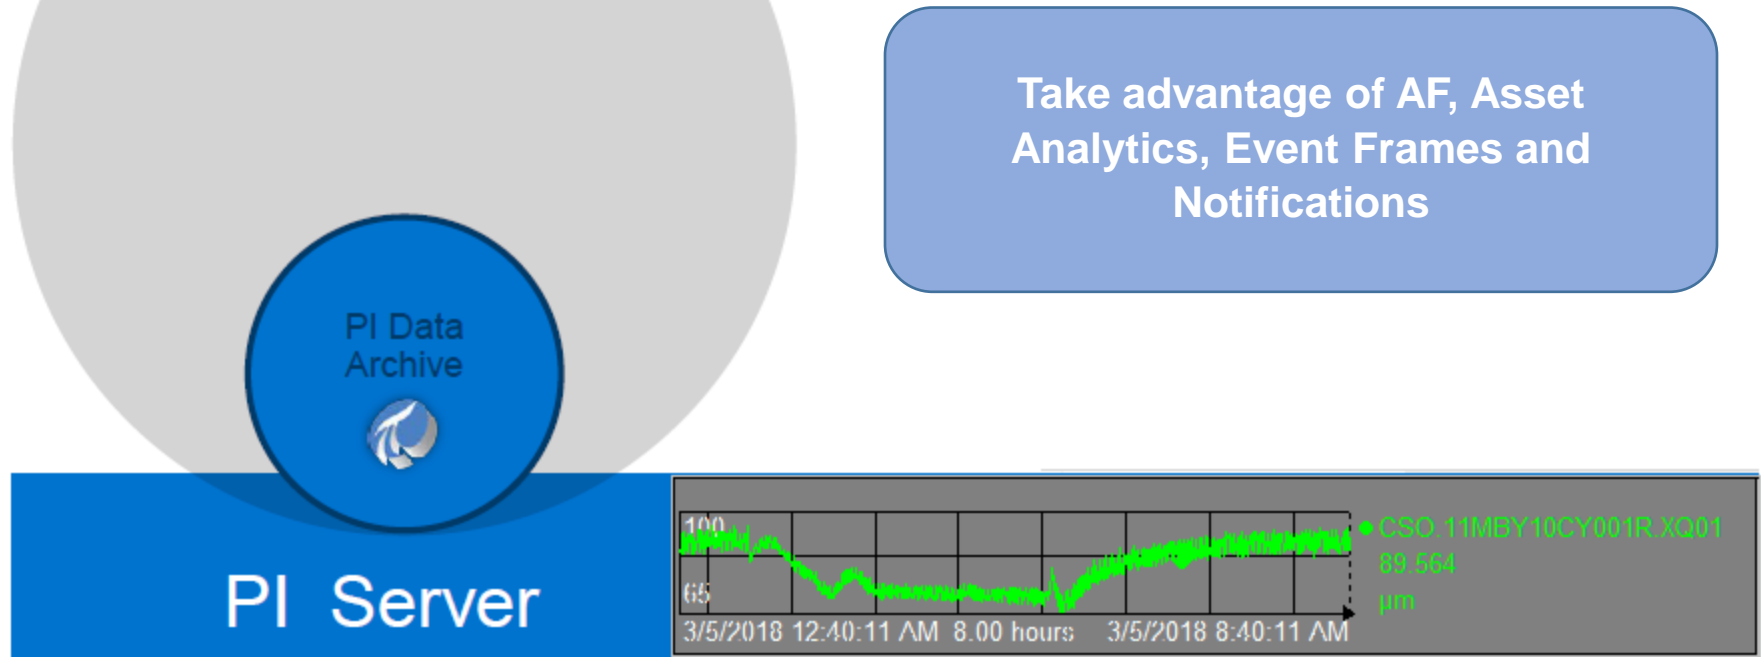 Take advantage of AF, Asset
Analytics, Event Frames and
Notifications
PI Data
Archive
PI Server
100
65
3/5/2018 12:40:11 AM 8.00 hours 3/5/2018 8:40:11 AM
CSO.11MBY10CY001R.XQ01
89.564
µm